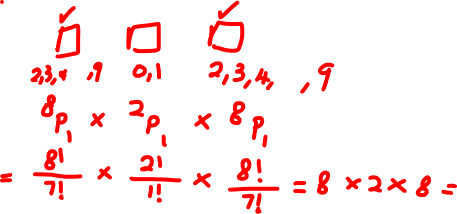 ✓ □ □ ✓ □
2,3,4 ,9 0,1 2,3,4, ,9
⁸P₁ × ²P₁ × ⁸P₁
= 8!/7! × 2!/1! × 8!/7! = 8 × 2 × 8 =